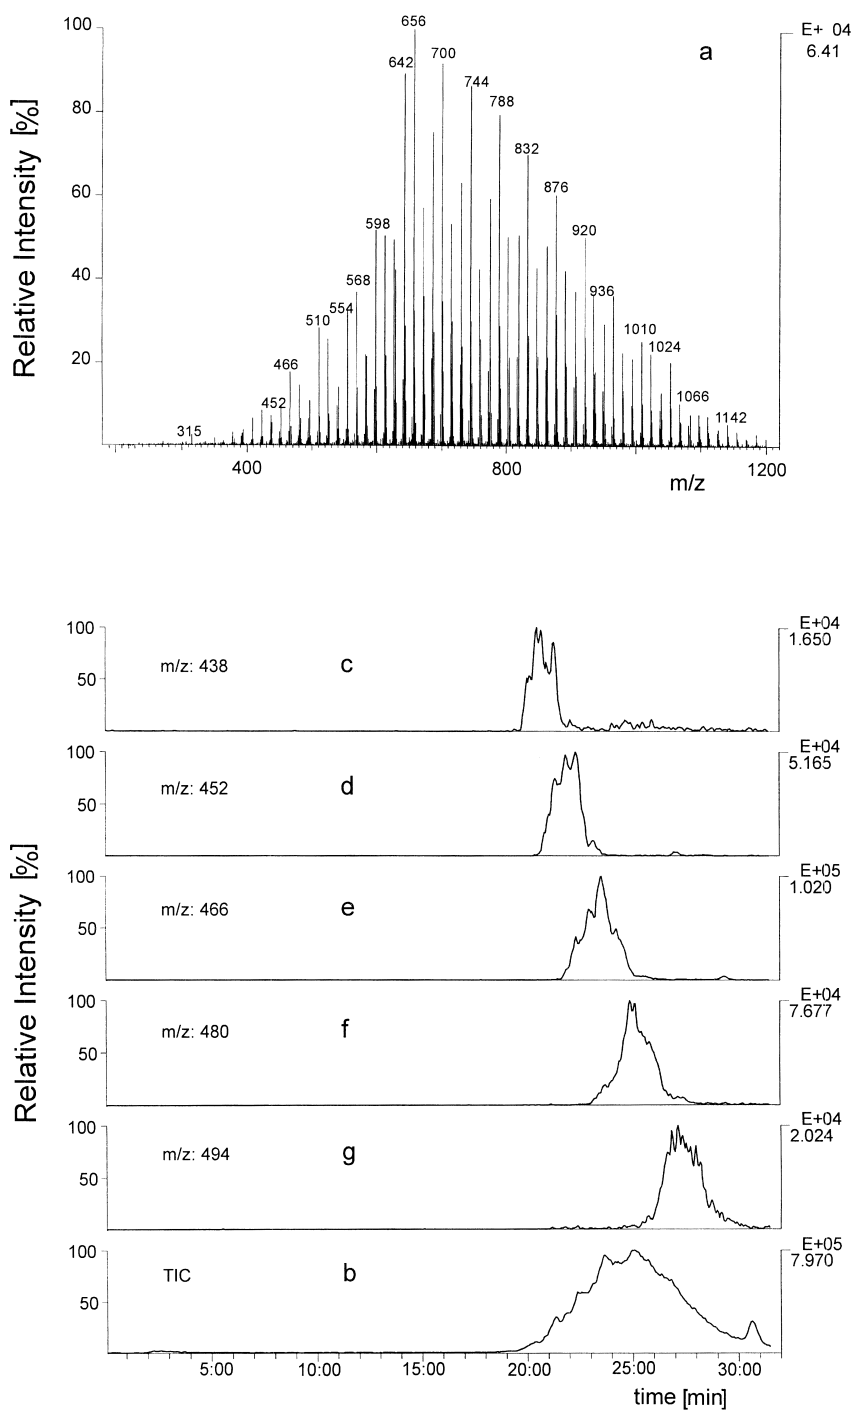 100
80
60
40
20
Relative Intensity [%]
a
E+ 04
6.41
656
700
642
744
788
832
876
598
920
568
936
554
510
1010
1024
466
452
1066
1142
315
400
800
1200
m/z
Relative Intensity [%]
100
50
m/z: 438
c
E+04
1.650
100
50
m/z: 452
d
E+04
5.165
100
50
m/z: 466
e
E+05
1.020
100
50
m/z: 480
f
E+04
7.677
100
50
m/z: 494
g
E+04
2.024
100
50
TIC
b
E+05
7.970
5:00
10:00
15:00
20:00
25:00
30:00
time [min]